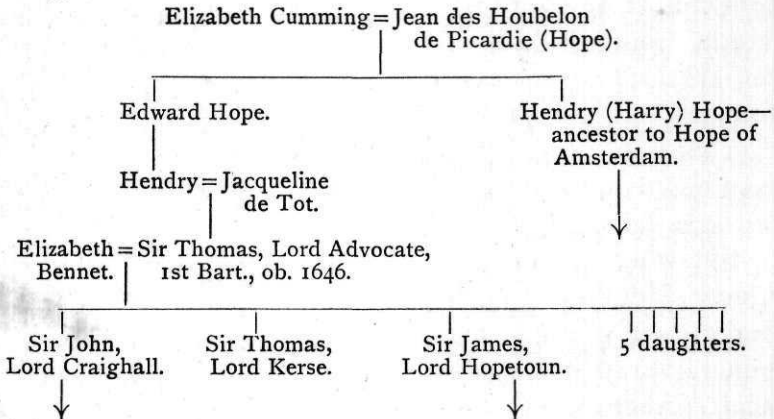 Elizabeth Cumming=Jean des Houbelon
de Picardie (Hope).
Edward Hope.
Hendry (Harry) Hope—
ancestor to Hope of
Amsterdam.
Hendry=Jacqueline
de Tot.
Elizabeth=Sir Thomas, Lord Advocate,
Bennet. 1st Bart., ob. 1646.
Sir John,
Lord Craighall.
Sir Thomas,
Lord Kerse.
Sir James,
Lord Hopetoun.
5 daughters.